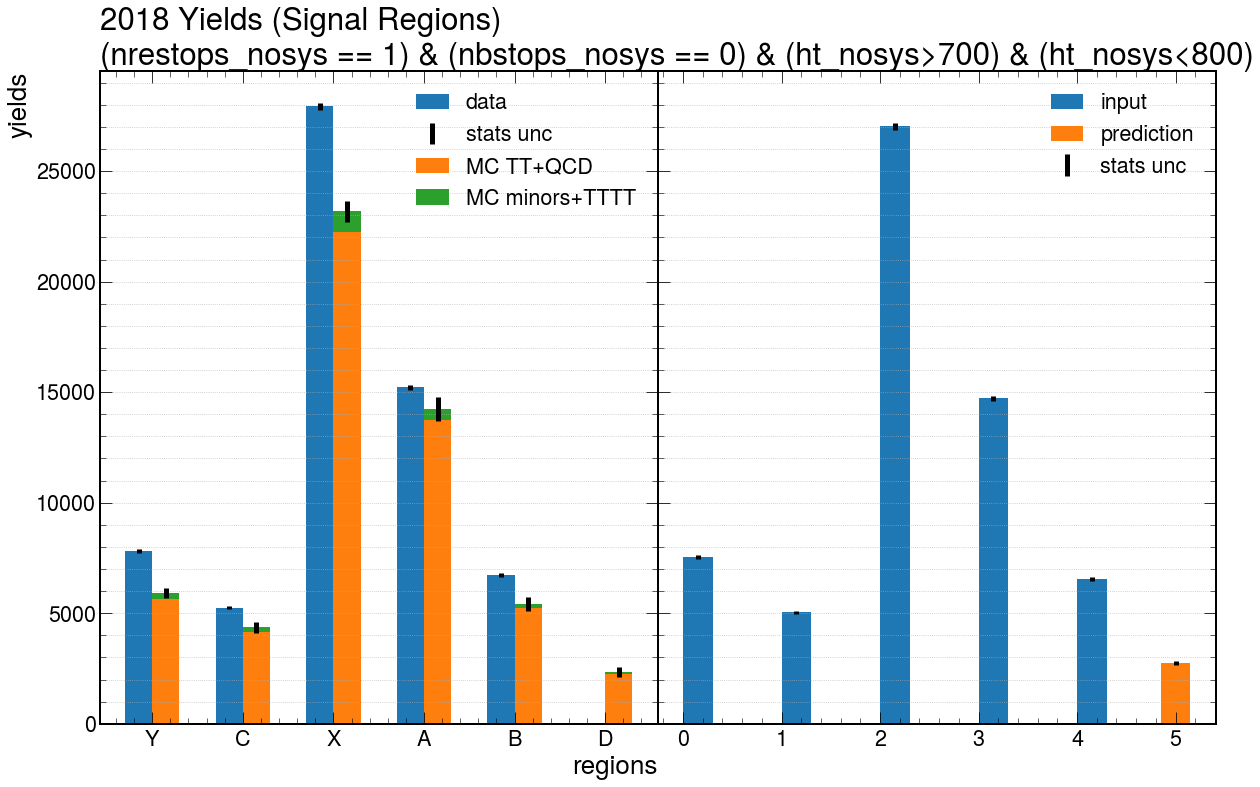 2018 Yields (Signal Regions)
(nrestops_nosys == 1) & (nbstops_nosys == 0) & (ht_nosys>700) & (ht_nosys<800)
yields
data
stats unc
MC TT+QCD
MC minors+TTTT
input
prediction
stats unc
25000
20000
15000
10000
5000
0
Y C X A B D 0 1 2 3 4 5
regions